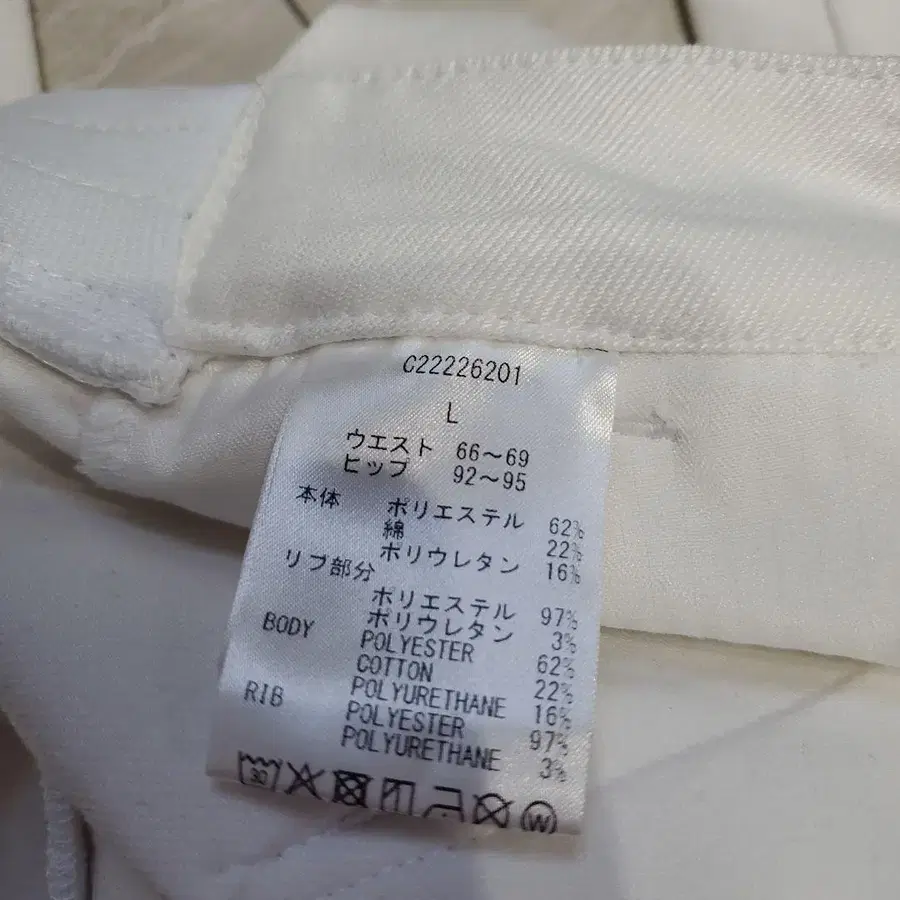 C22226201
L
ウエスト 66～69
ヒップ 92～95
本体 ポリエステル 62%
綿 22%
ポリウレタン 16%
リブ部分
ポリエステル 97%
ポリウレタン 3%
BODY POLYESTER 62%
COTTON 22%
POLYURETHANE 16%
RIB POLYESTER 97%
POLYURETHANE 3%
30
W